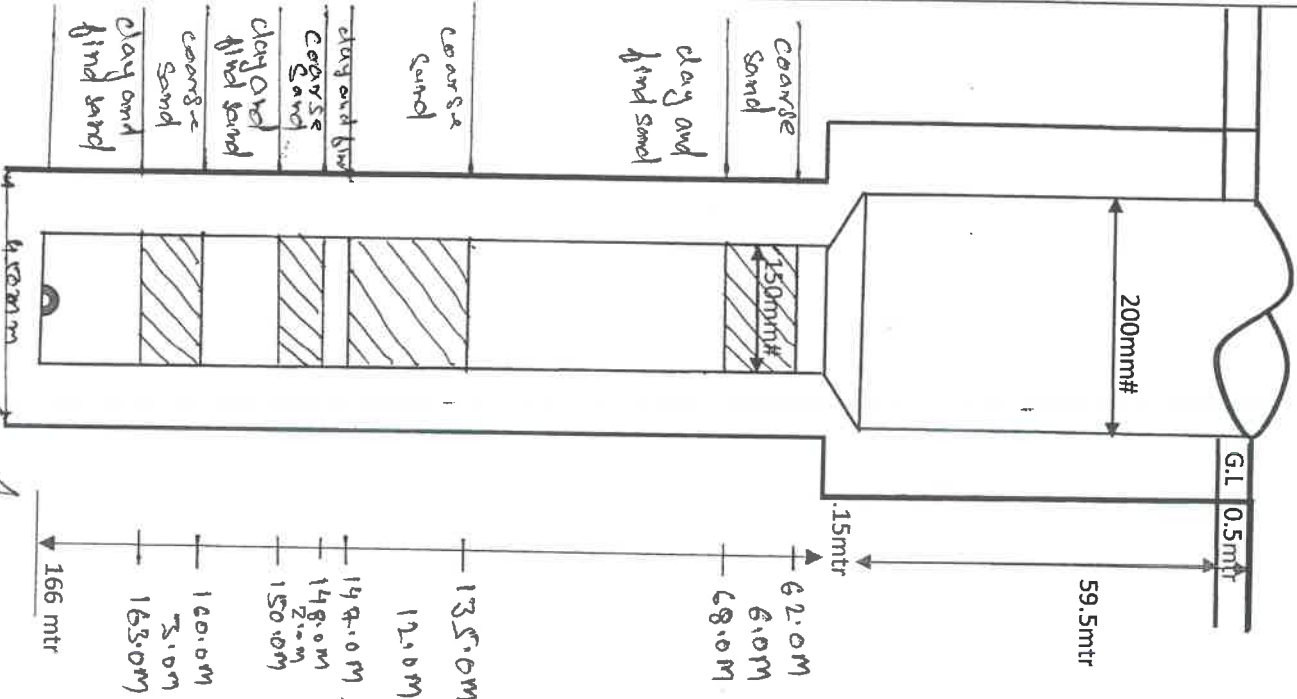 G.L 0.5mtr
200mm#
59.5mtr
.15mtr
coarse
sand
62.0M
6.0M
150mm#
68.0M
clay and
find sand
135.0M
coarse
sand
12.0M
147.0M
clay and
148.0M
coarse
sand
2.0M
150.0M
clay and
find sand
160.0M
coarse
sand
3.0M
163.0M
clay and
find sand
166 mtr
450mm